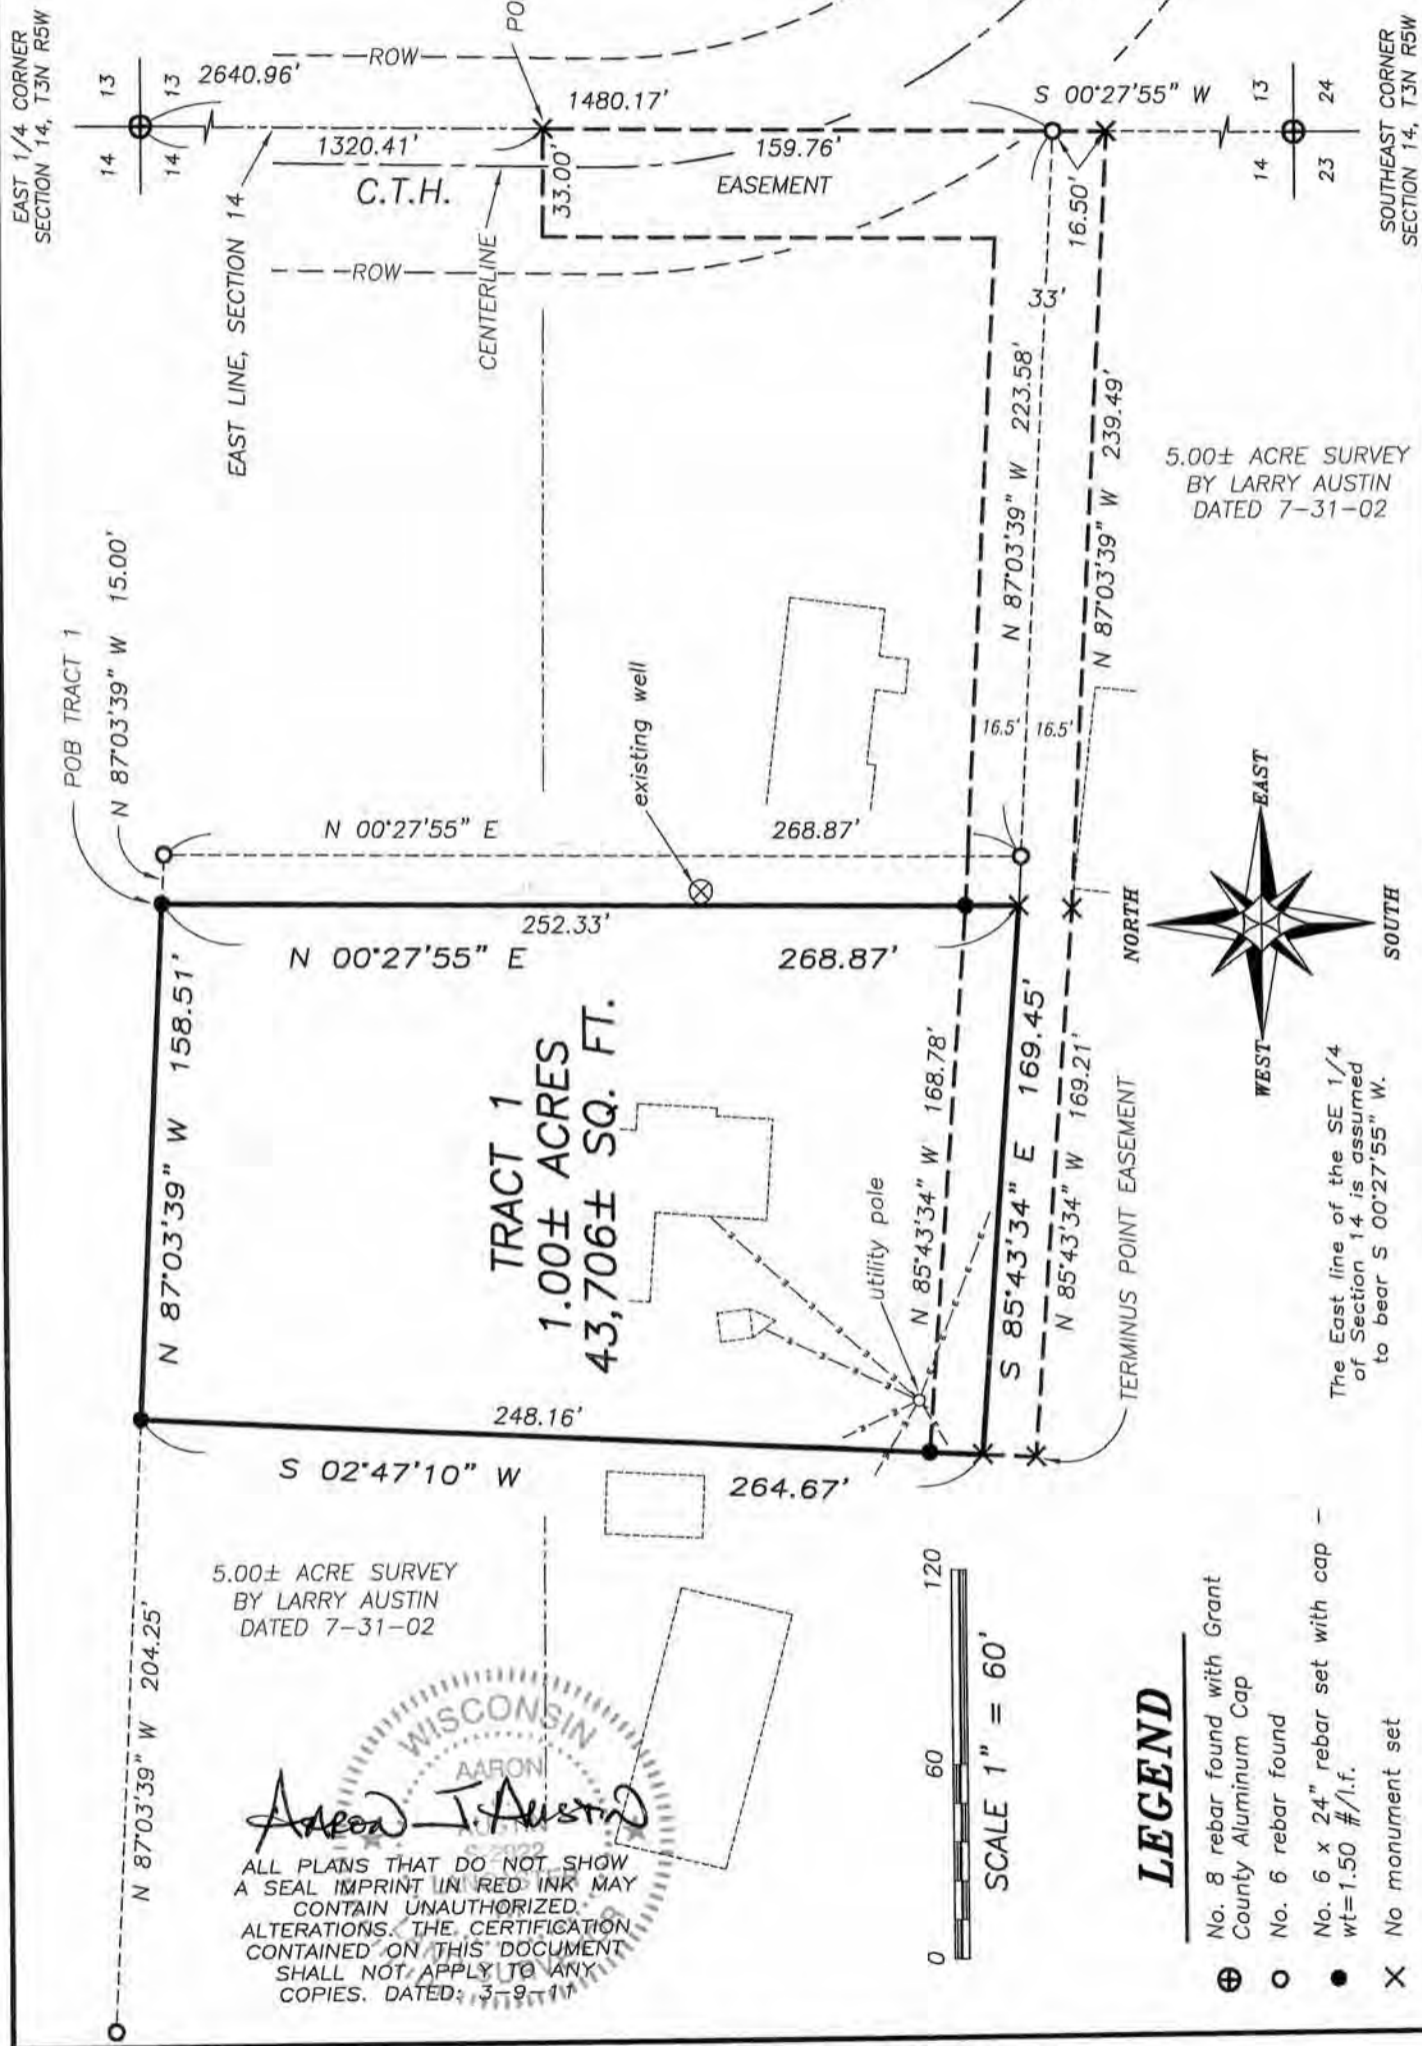 EAST 1/4 CORNER
SECTION 14, T3N R5W
14
13
14
13
2640.96'
ROW
PO
1480.17'
1320.41'
C.T.H.
33.00'
159.76'
EASEMENT
S 00°27'55" W
16.50'
14
13
23
24
SOUTHEAST CORNER
SECTION 14, T3N R5W
EAST LINE, SECTION 14
ROW
CENTERLINE
33'
N 87°03'39" W 223.58'
N 87°03'39" W 239.49'
5.00± ACRE SURVEY
BY LARRY AUSTIN
DATED 7-31-02
POB TRACT 1
N 87°03'39" W 15.00'
existing well
16.5'
16.5'
N 00°27'55" E
268.87'
252.33'
N 00°27'55" E
268.87'
N 87°03'39" W 158.51'
TRACT 1
1.00± ACRES
43,706± SQ. FT.
utility pole
N 85°43'34" W 168.78'
S 85°43'34" E 169.45'
N 85°43'34" W 169.21'
TERMINUS POINT EASEMENT
248.16'
S 02°47'10" W
264.67'
NORTH
EAST
WEST
SOUTH
The East line of the SE 1/4
of Section 14 is assumed
to bear S 00°27'55" W.
5.00± ACRE SURVEY
BY LARRY AUSTIN
DATED 7-31-02
N 87°03'39" W 204.25'
WISCONSIN
AARON
J.
AUSTIN
S-2922
LANCASTER
WI
LAND SURVEYOR
Aaron J. Austin
ALL PLANS THAT DO NOT SHOW
A SEAL IMPRINT IN RED INK MAY
CONTAIN UNAUTHORIZED
ALTERATIONS. THE CERTIFICATION
CONTAINED ON THIS DOCUMENT
SHALL NOT APPLY TO ANY
COPIES. DATED: 3-9-11
0
60
120
SCALE 1" = 60'
LEGEND
No. 8 rebar found with Grant
County Aluminum Cap
No. 6 rebar found
No. 6 x 24" rebar set with cap -
wt=1.50 #/l.f.
No monument set